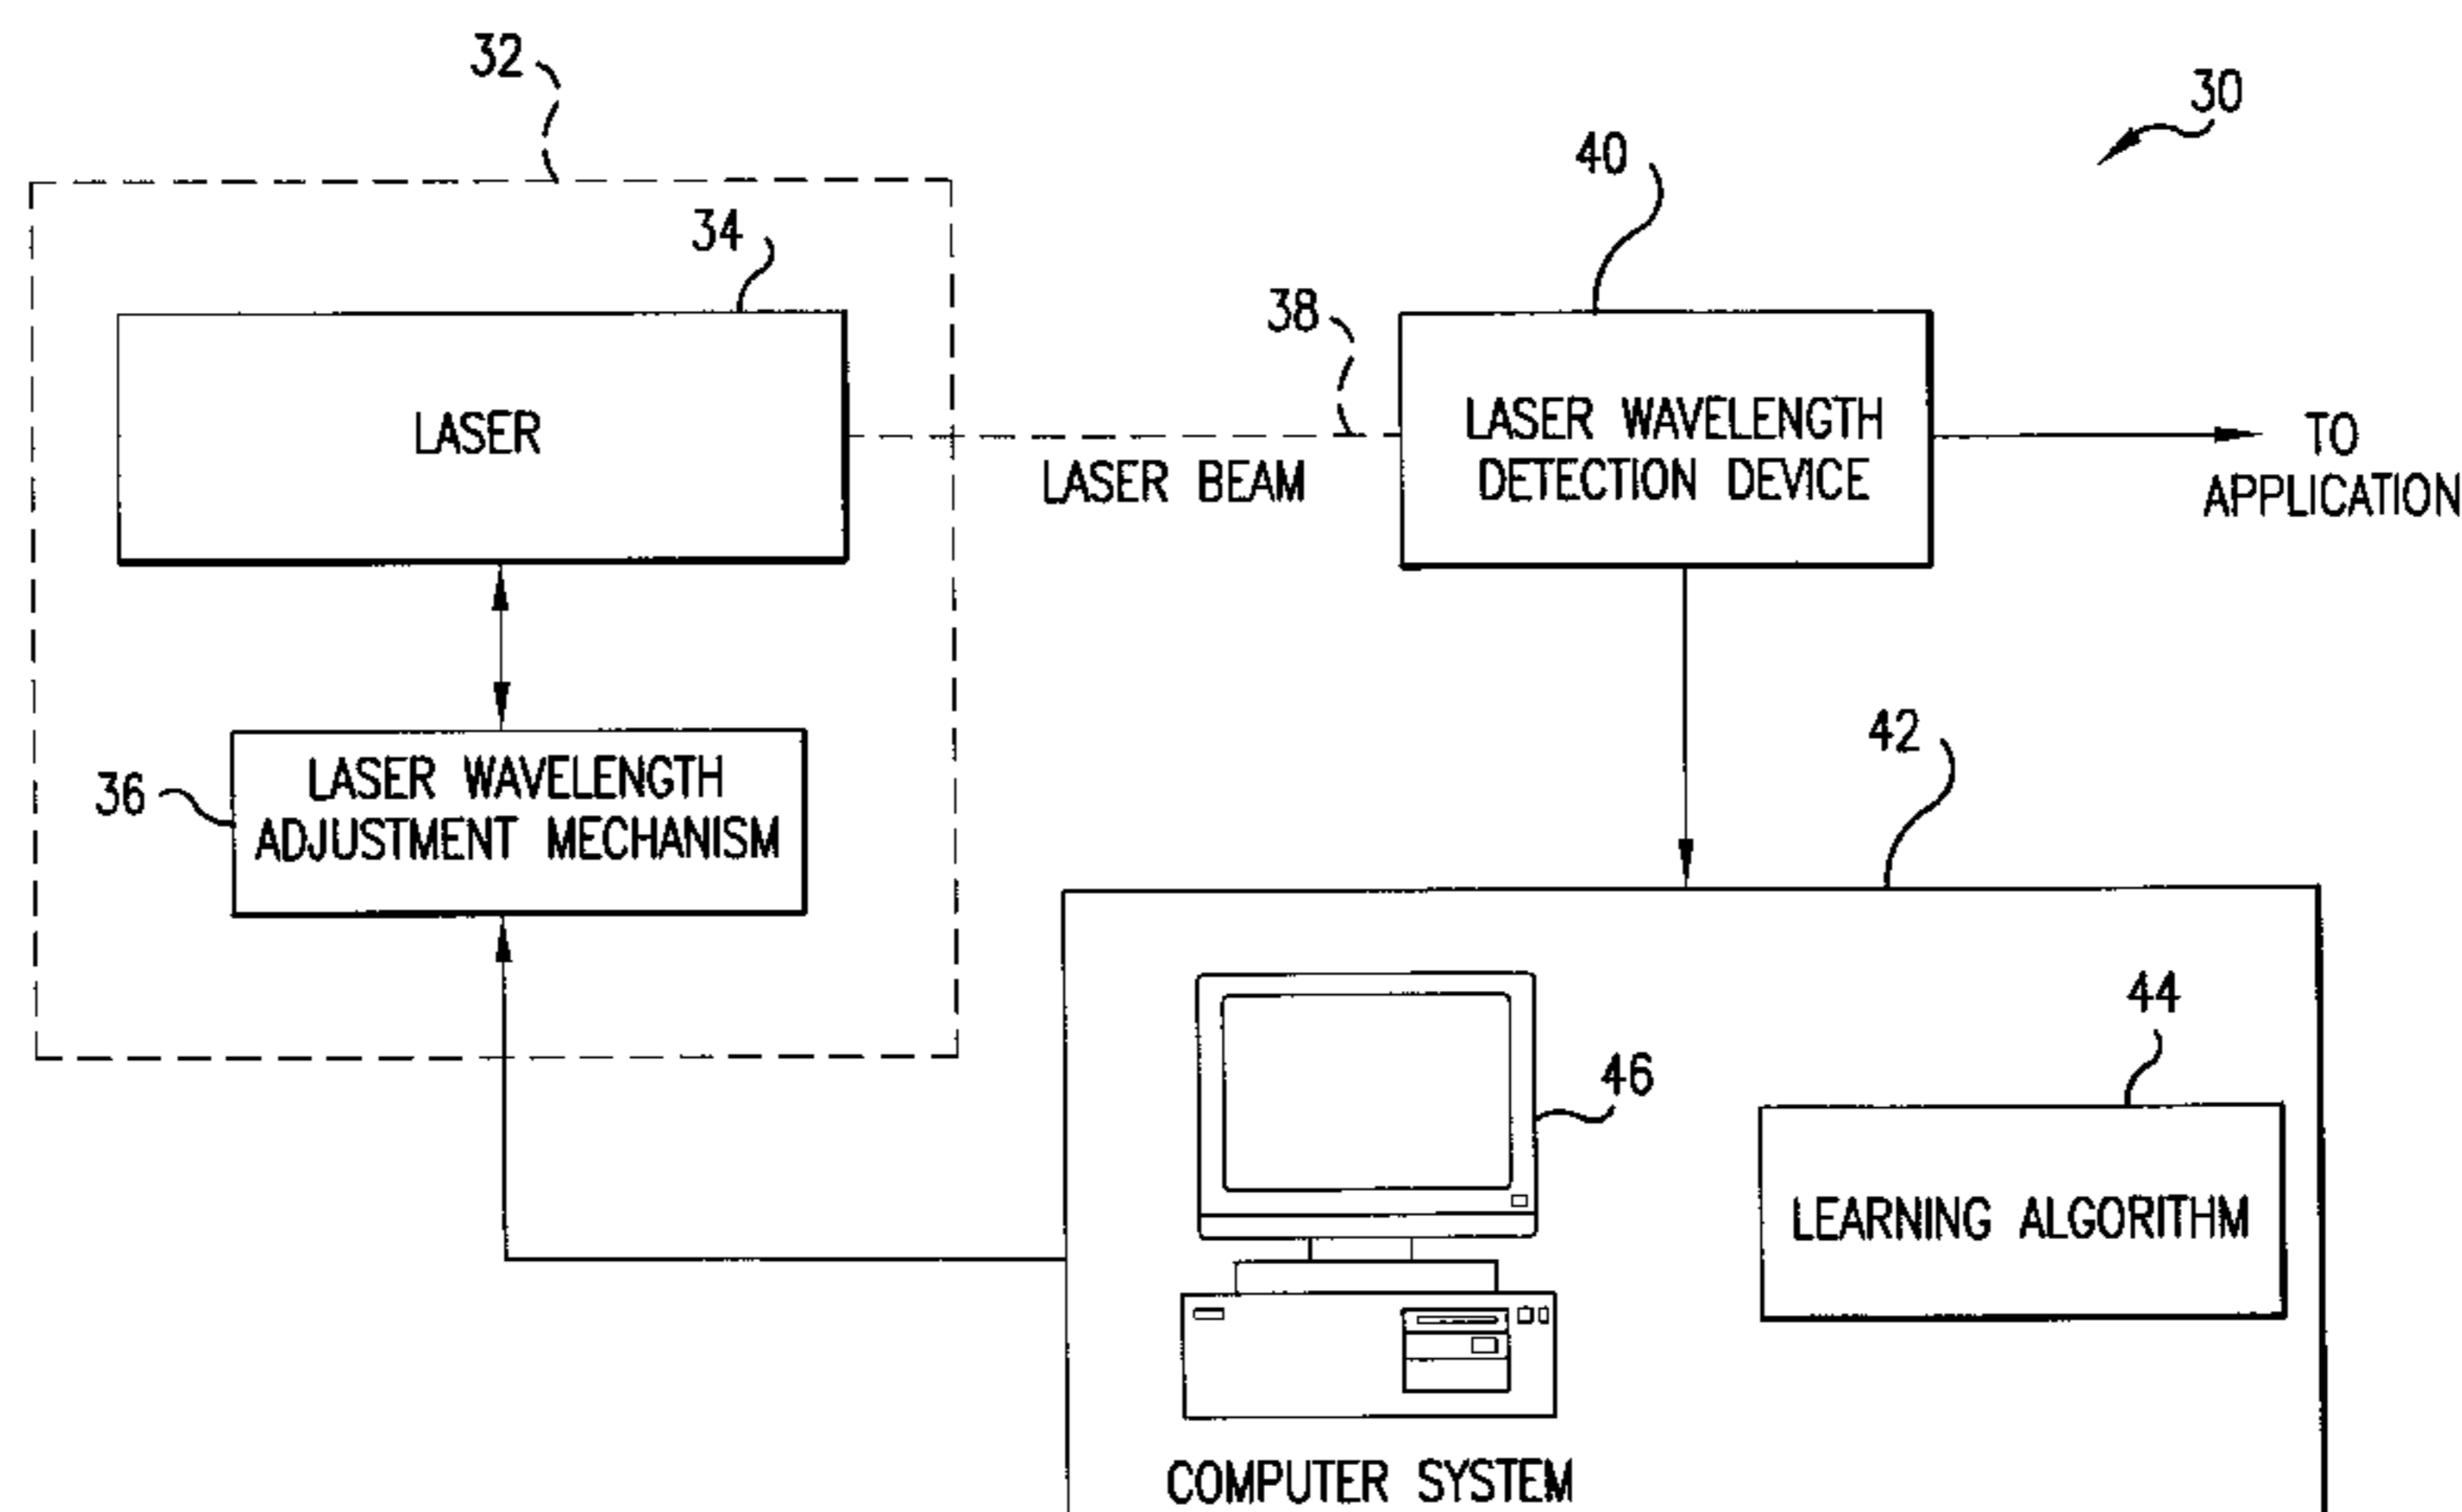 32
30
40
34
38
LASER
LASER WAVELENGTH
DETECTION DEVICE
TO
APPLICATION
LASER BEAM
42
36
LASER WAVELENGTH
ADJUSTMENT MECHANISM
44
46
LEARNING ALGORITHM
COMPUTER SYSTEM